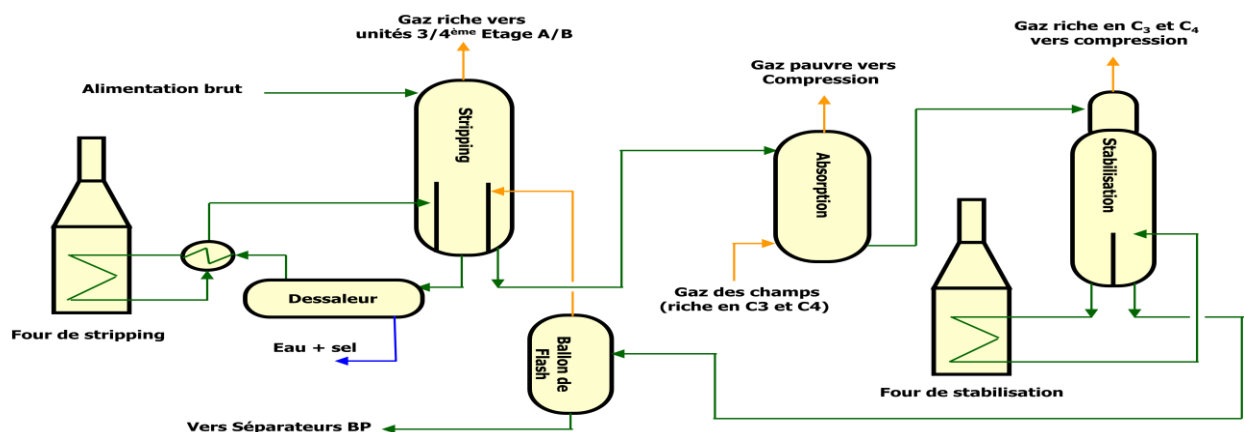 Gaz riche vers
unités 3/4ème Etage A/B
Gaz riche en C3 et C4
vers compression
Gaz pauvre vers
Compression
Alimentation brut
Stripping
Absorption
Stabilisation
Dessaleur
Gaz des champs
(riche en C3 et C4)
Four de stripping
Eau + sel
Ballon de
Flash
Four de stabilisation
Vers Séparateurs BP